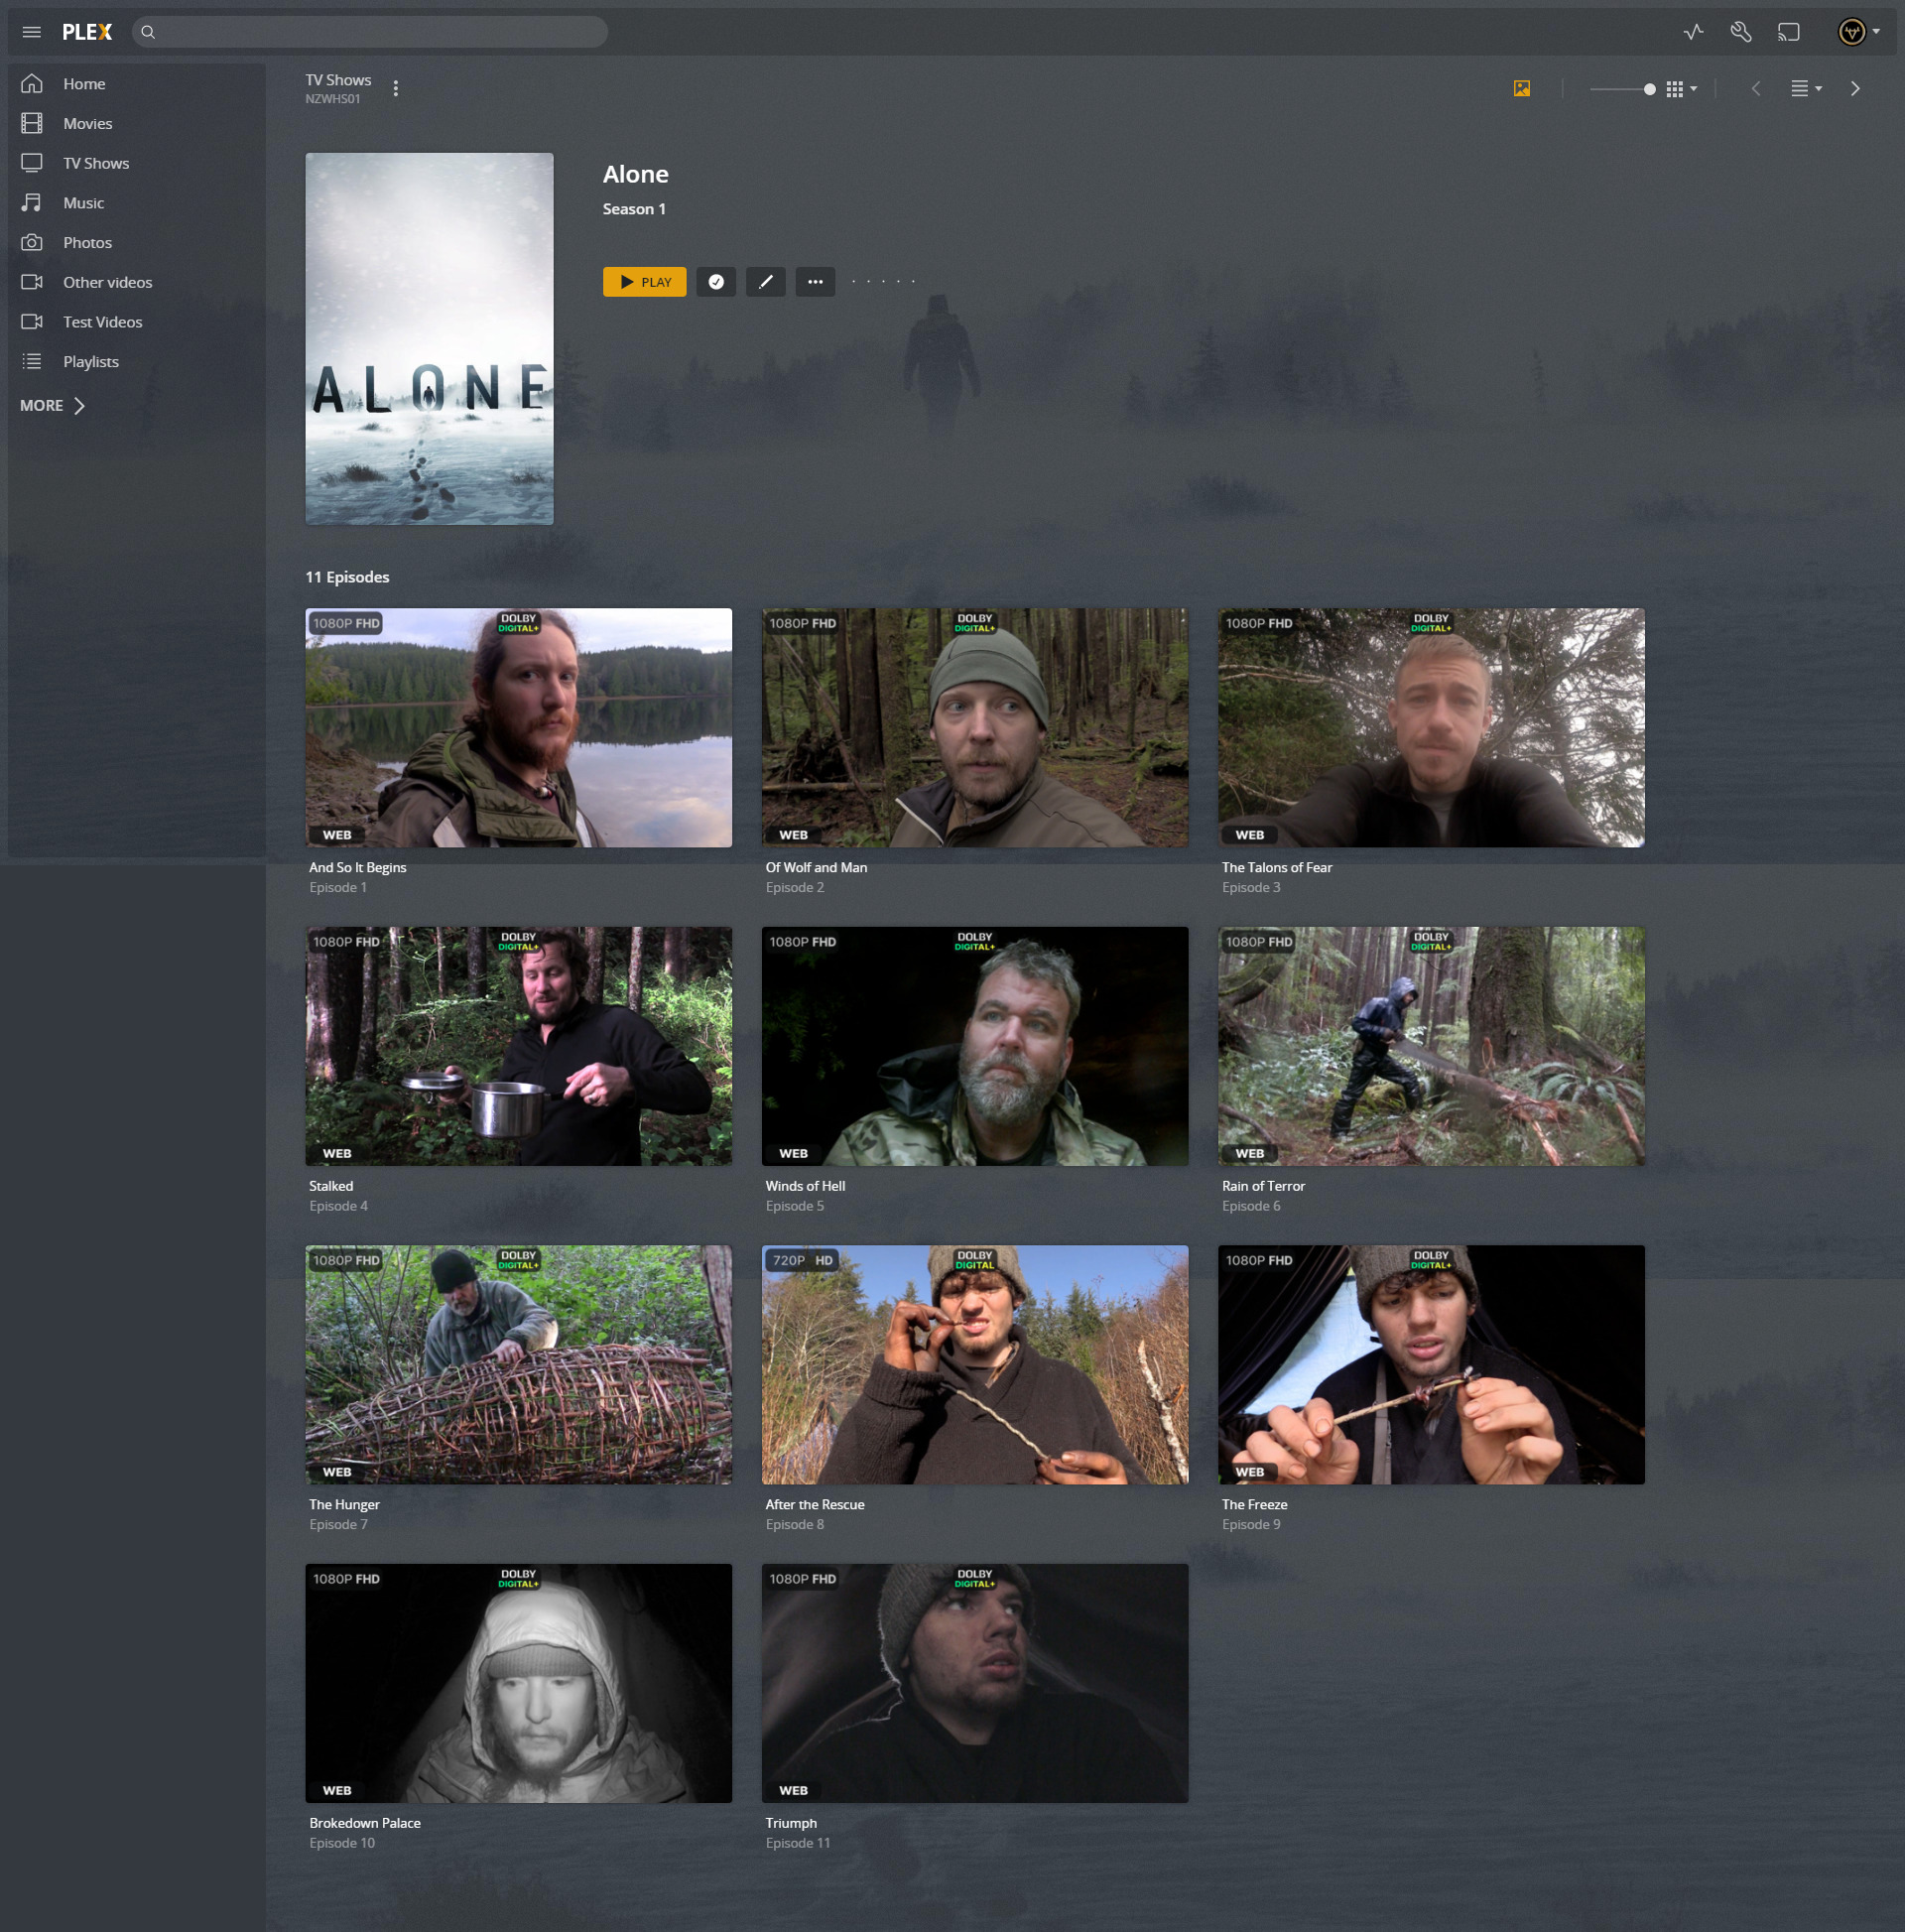 PLEX
Home
Movies
TV Shows
Music
Photos
Other videos
Test Videos
Playlists
MORE
TV Shows
NZWHS01
ALONE
Alone
Season 1
PLAY
11 Episodes
1080P FHD
DOLBY
DIGITAL+
WEB
And So It Begins
Episode 1
1080P FHD
DOLBY
DIGITAL+
WEB
Of Wolf and Man
Episode 2
1080P FHD
DOLBY
DIGITAL+
WEB
The Talons of Fear
Episode 3
1080P FHD
DOLBY
DIGITAL+
WEB
Stalked
Episode 4
1080P FHD
DOLBY
DIGITAL+
WEB
Winds of Hell
Episode 5
1080P FHD
DOLBY
DIGITAL+
WEB
Rain of Terror
Episode 6
1080P FHD
DOLBY
DIGITAL+
WEB
The Hunger
Episode 7
720P HD
DOLBY
DIGITAL
After the Rescue
Episode 8
1080P FHD
DOLBY
DIGITAL+
WEB
The Freeze
Episode 9
1080P FHD
DOLBY
DIGITAL+
WEB
Brokedown Palace
Episode 10
1080P FHD
DOLBY
DIGITAL+
WEB
Triumph
Episode 11